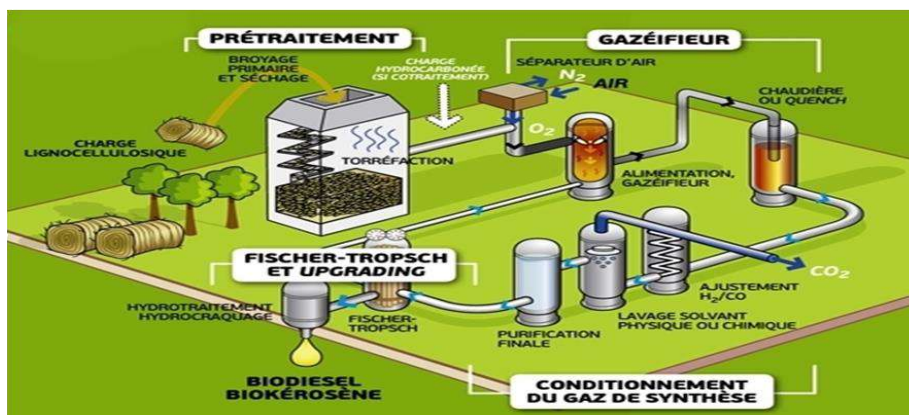 PRÉTRAITEMENT
BROYAGE
PRIMAIRE
ET SÉCHAGE
CHARGE
HYDROCARBONÉE
(SI COTRAITEMENT)
GAZÉIFIEUR
SÉPARATEUR D'AIR
N2
AIR
O2
CHAUDIÈRE
OU QUENCH
CHARGE
LIGNOCELLULOSIQUE
TORRÉFACTION
ALIMENTATION,
GAZÉIFIEUR
FISCHER-TROPSCH
ET UPGRADING
HYDROTRAITEMENT
HYDROCRAQUAGE
FISCHER-
TROPSCH
PURIFICATION
FINALE
CO2
AJUSTEMENT
H2/CO
LAVAGE SOLVANT
PHYSIQUE OU CHIMIQUE
BIODIESEL
BIOKÉROSÈNE
CONDITIONNEMENT
DU GAZ DE SYNTHÈSE